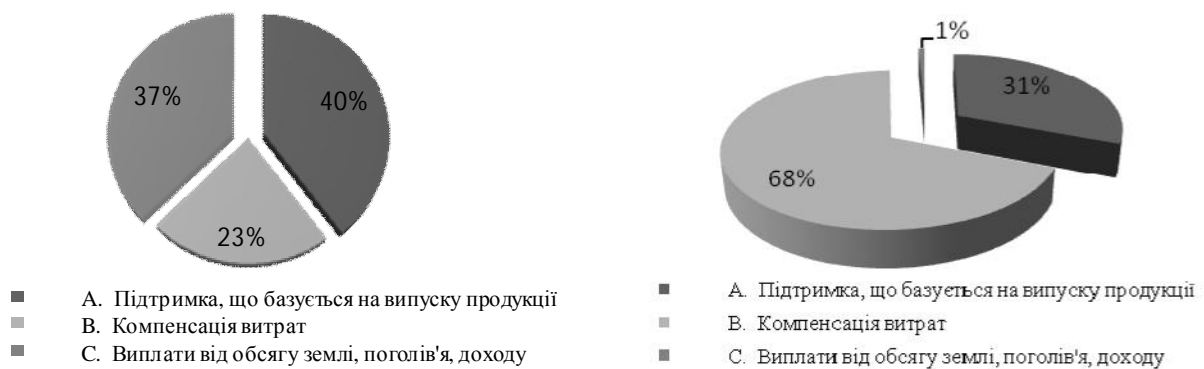 37%
40%
23%
А. Підтримка, що базується на випуску продукції
В. Компенсація витрат
С. Виплати від обсягу землі, поголів'я, доходу
1%
31%
68%
А. Підтримка, що базується на випуску продукції
В. Компенсація витрат
С. Виплати від обсягу землі, поголів'я, доходу